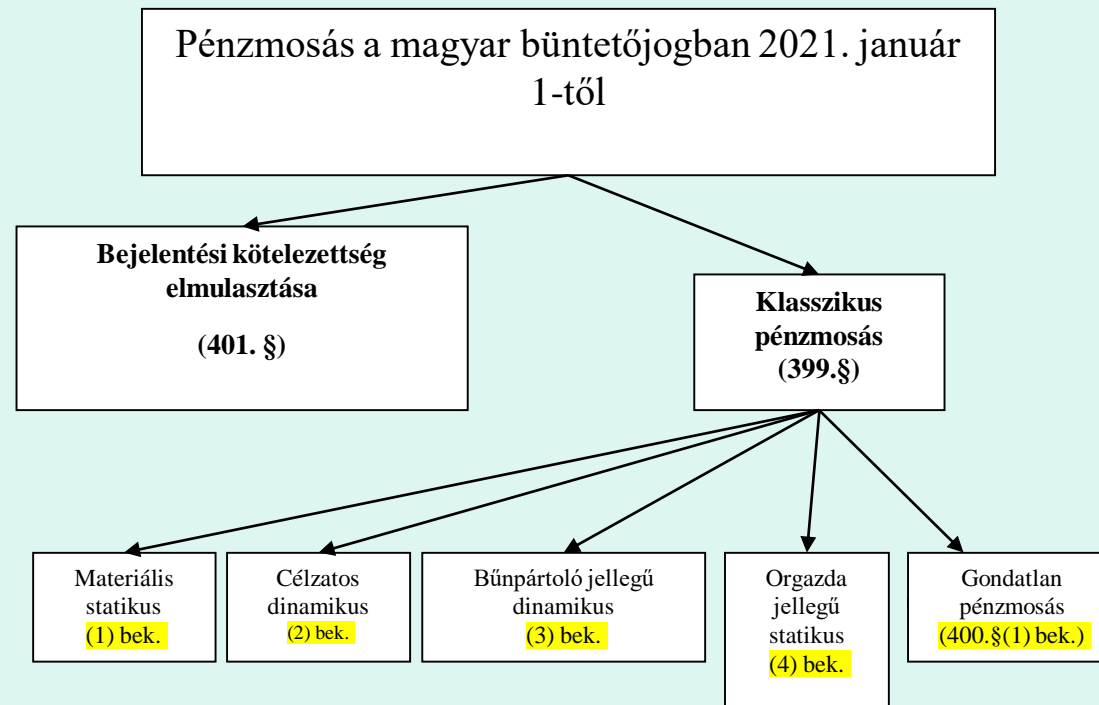 Pénzmosás a magyar büntetőjogban 2021. január
1-től
Bejelentési kötelezettség
elmulasztása
(401. §)
Klasszikus
pénzmosás
(399.§)
Materiális
statikus
(1) bek.
Célzatos
dinamikus
(2) bek.
Bűnpártoló jellegű
dinamikus
(3) bek.
Orgazda
jellegű
statikus
(4) bek.
Gondatlan
pénzmosás
(400.§(1) bek.)